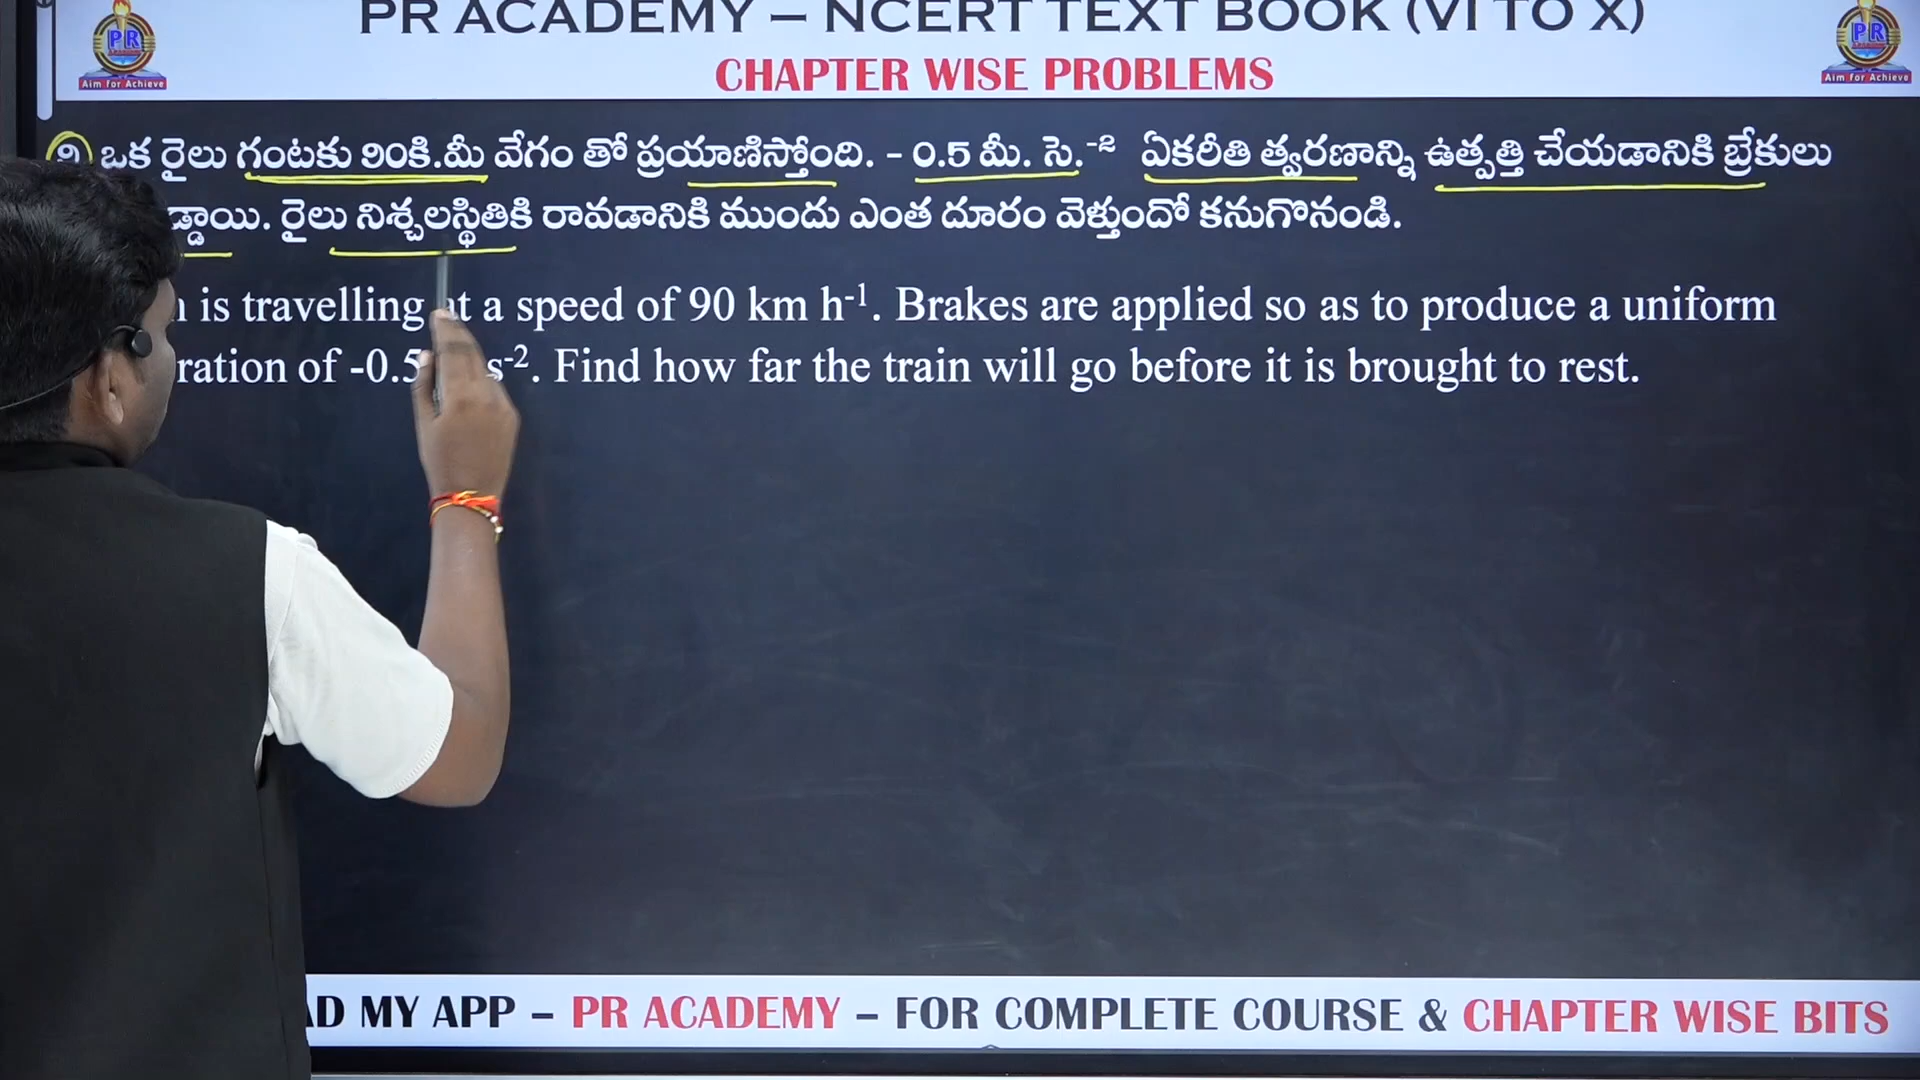 PR ACADEMY – NCERT TEXT BOOK (VI TO X)
CHAPTER WISE PROBLEMS
PR
Aim for Achieve
PR
Aim for Achieve
ఒక రైలు గంటకు 90కి.మీ వేగం తో ప్రయాణిస్తోంది. - 0.5 మీ. సె.-2 ఏకరీతి త్వరణాన్ని ఉత్పత్తి చేయడానికి బ్రేకులు
రైలు నిశ్చలస్థితికి రావడానికి ముందు ఎంత దూరం వెళ్తుందో కనుగొనండి.
is travelling at a speed of 90 km h-1. Brakes are applied so as to produce a uniform
of -0.5 s-2. Find how far the train will go before it is brought to rest.
MY APP – PR ACADEMY – FOR COMPLETE COURSE & CHAPTER WISE BITS